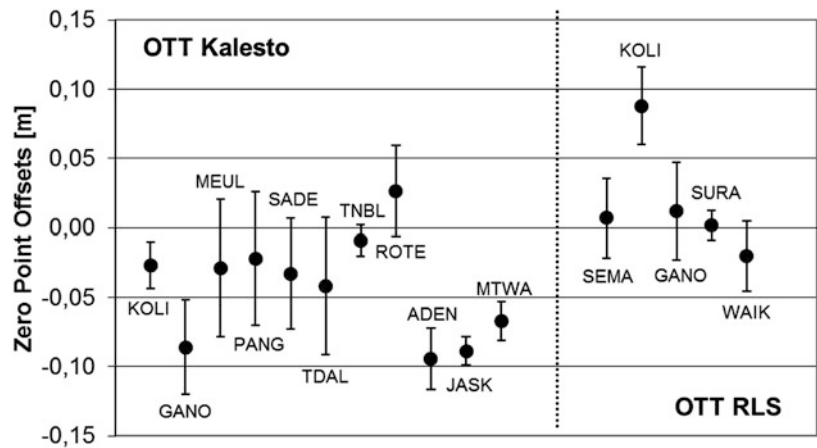 0,15
0,10
0,05
0,00
-0,05
-0,10
-0,15
Zero Point Offsets [m]
OTT Kalesto
KOLI
GANO
MEUL
PANG
SADE
TDAL
TNBL
ROTE
ADEN
JASK
MTWA
SEMA
KOLI
GANO
SURA
WAIK
OTT RLS